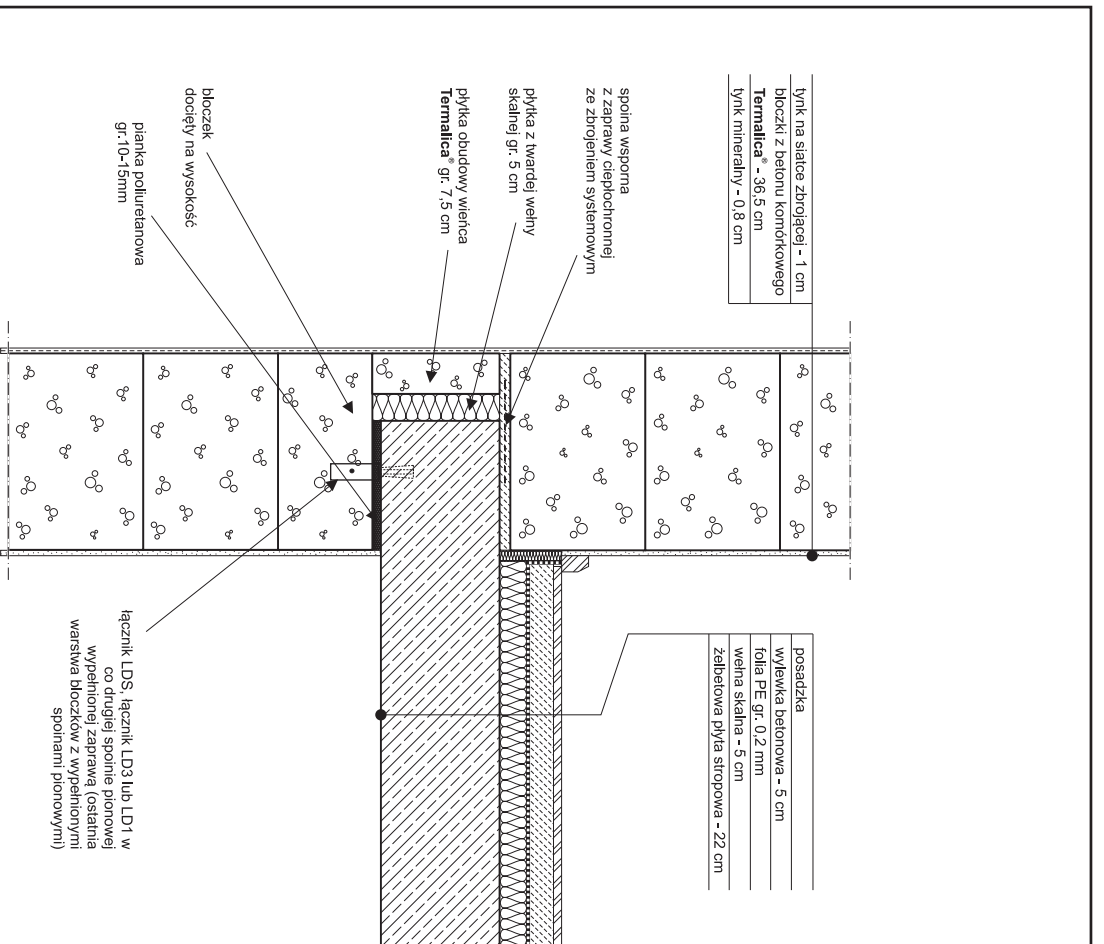 tynk na siatce zbrojącej - 1 cm
bloczki z betonu komórkowego
Termalica® - 36,5 cm
tynk mineralny - 0,8 cm
spoina wsporna
z zaprawy ciepłochronnej
ze zbrojeniem systemowym
płytka z twardej wełny
skalnej gr. 5 cm
płytka obudowy wieńca
Termalica® gr. 7,5 cm
bloczek
docięty na wysokość
pianka poliuretanowa
gr.10-15mm
posadzka
wylewka betonowa - 5 cm
folia PE gr. 0,2 mm
wełna skalna - 5 cm
żelbetowa płyta stropowa - 22 cm
łącznik LDS, łącznik LD3 lub LD1 w
co drugiej spoinie pionowej
wypełnionej zaprawą (ostatnia
warstwa bloczków z wypełnionymi
spoinami pionowymi)